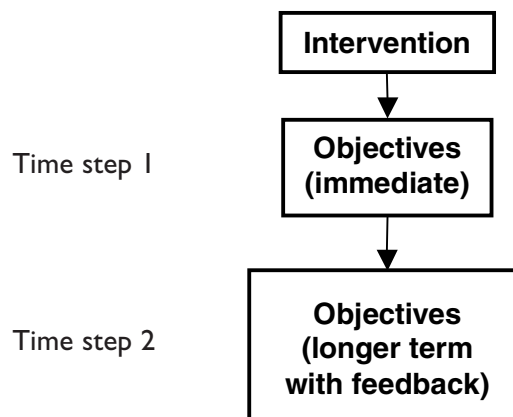 Intervention
Time step 1
Objectives
(immediate)
Time step 2
Objectives
(longer term
with feedback)